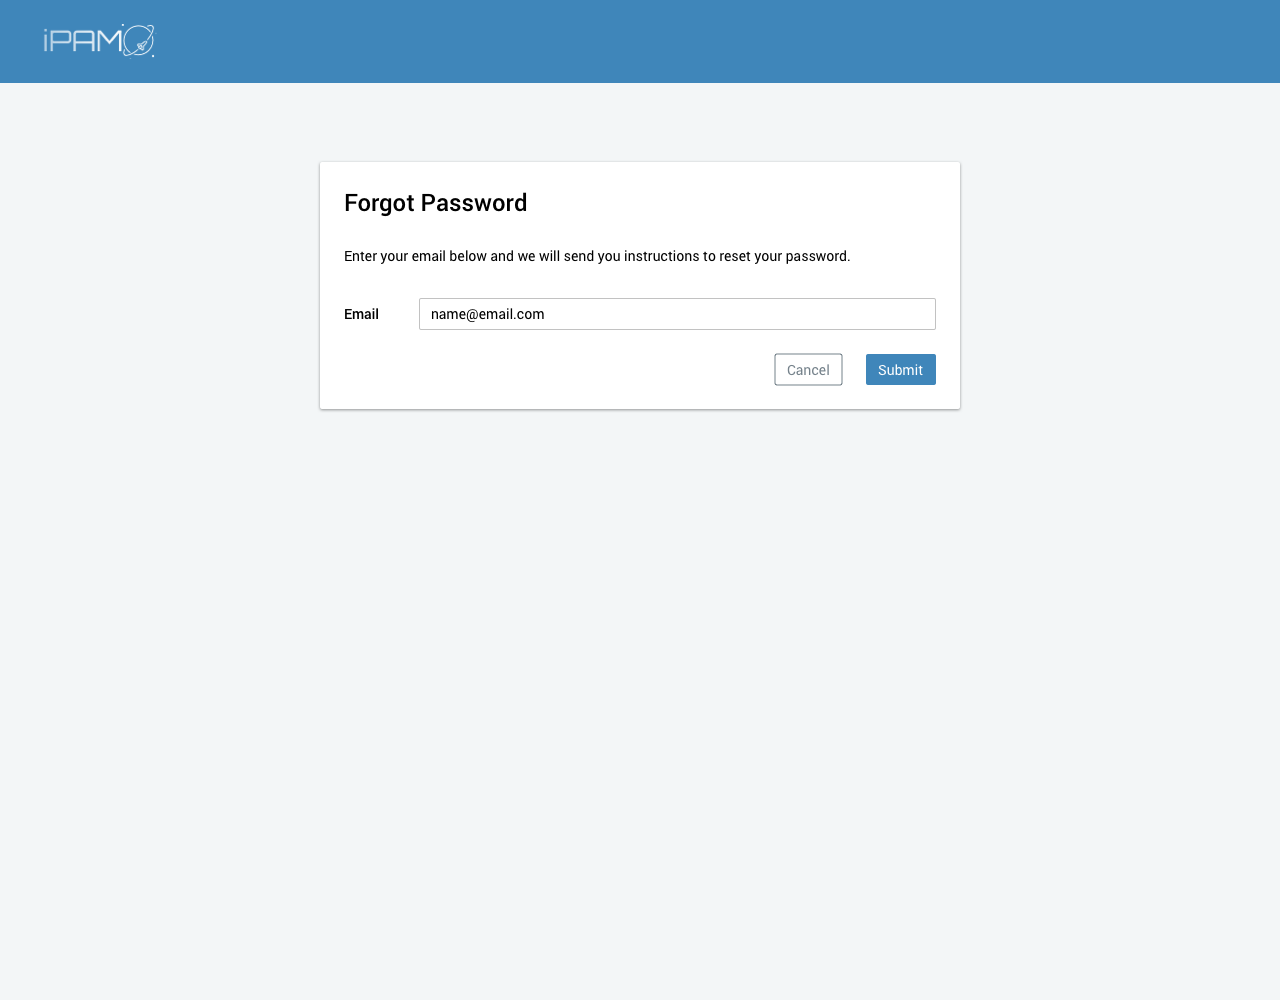 iPAM
Forgot Password
Enter your email below and we will send you instructions to reset your password.
Email
name@email.com
Cancel
Submit